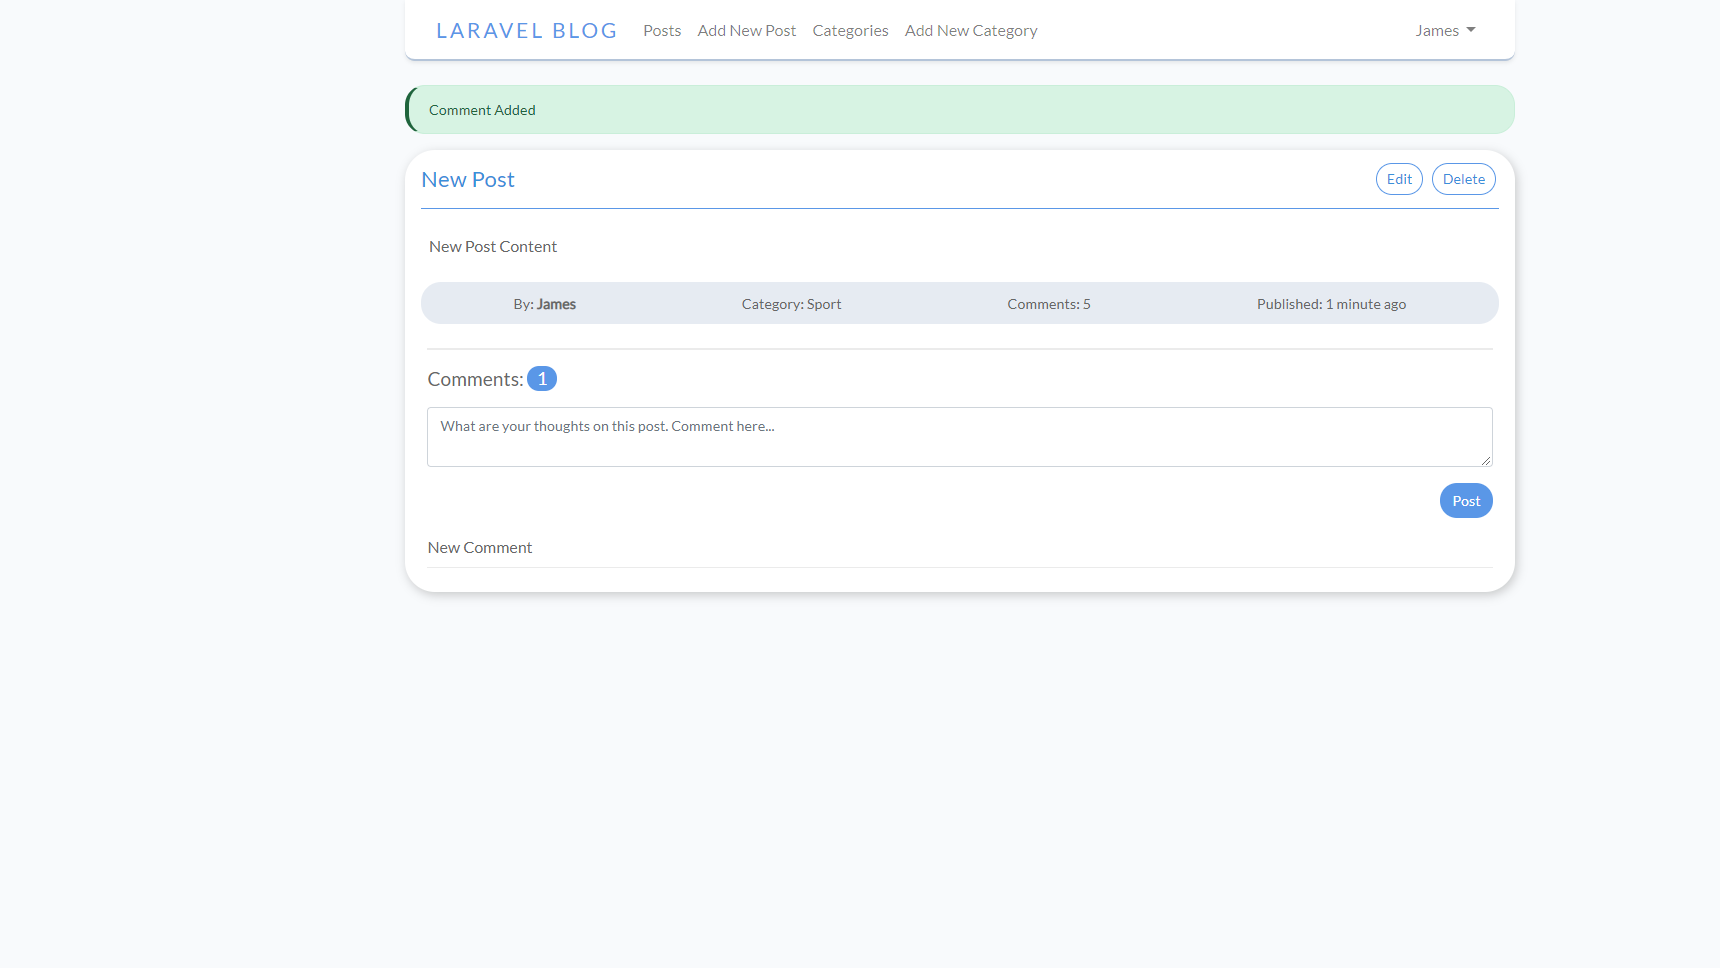 LARAVEL BLOG Posts Add New Post Categories Add New Category James
Comment Added
New Post Edit Delete
New Post Content
By: James Category: Sport Comments: 5 Published: 1 minute ago
Comments: 1
What are your thoughts on this post. Comment here...
Post
New Comment